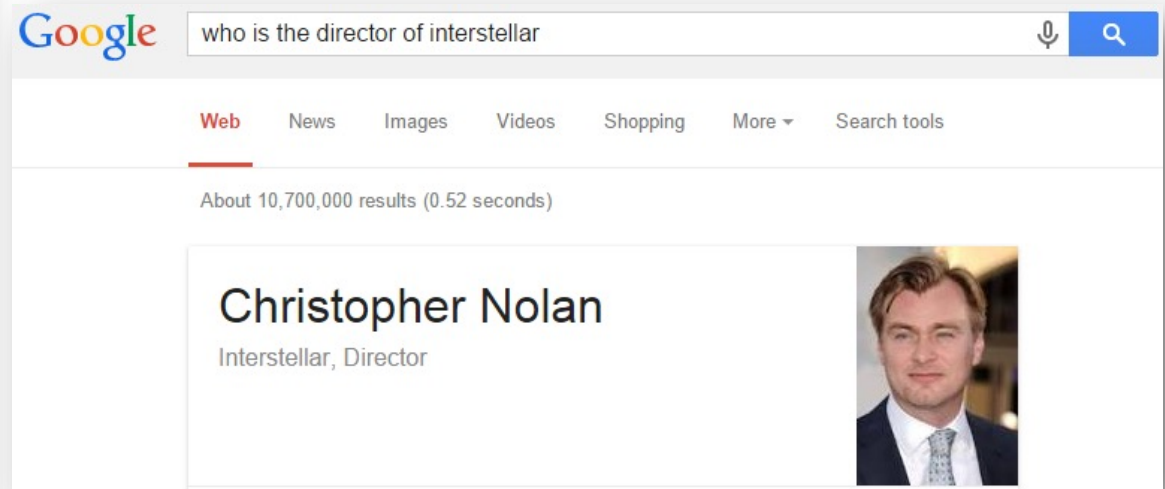 Google who is the director of interstellar
Web News Images Videos Shopping More Search tools
About 10,700,000 results (0.52 seconds)
Christopher Nolan
Interstellar, Director